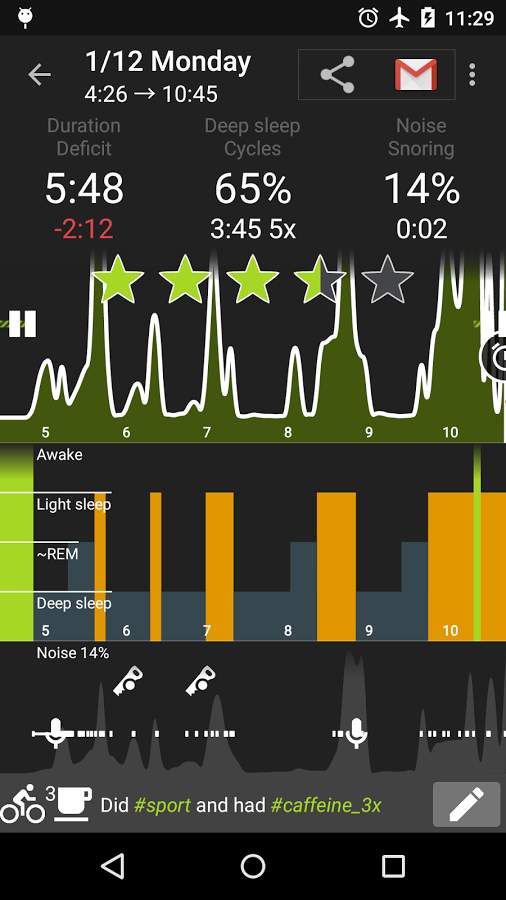 11:29
1/12 Monday
4:26 → 10:45
Duration Deep sleep Noise
Deficit Cycles Snoring
5:48 65% 14%
-2:12 3:45 5x 0:02
5 6 7 8 9 10
Awake
Light sleep
~REM
Deep sleep
5 6 7 8 9 10
Noise 14%
3 Did #sport and had #caffeine_3x